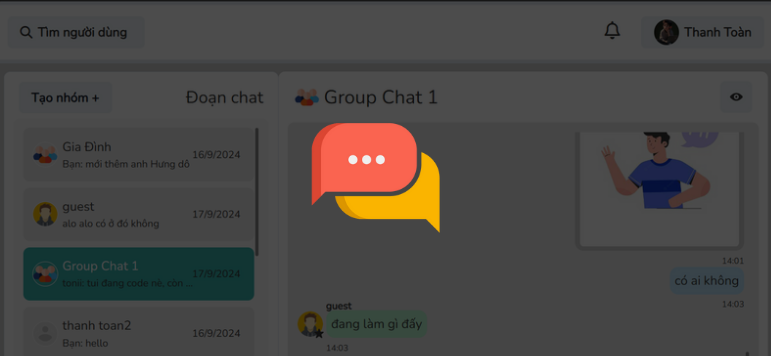 Tìm người dùng
Thanh Toàn
Tạo nhóm +
Đoạn chat
Gia Đình
Bạn: mới thêm anh Hưng đô
16/9/2024
guest
alo alo có ở đó không
17/9/2024
Group Chat 1
tonii: tui đang code nè, còn ...
17/9/2024
thanh toan2
Bạn: hello
16/9/2024
Group Chat 1
14:01
có ai không
14:03
guest
đang làm gì đấy
14:03